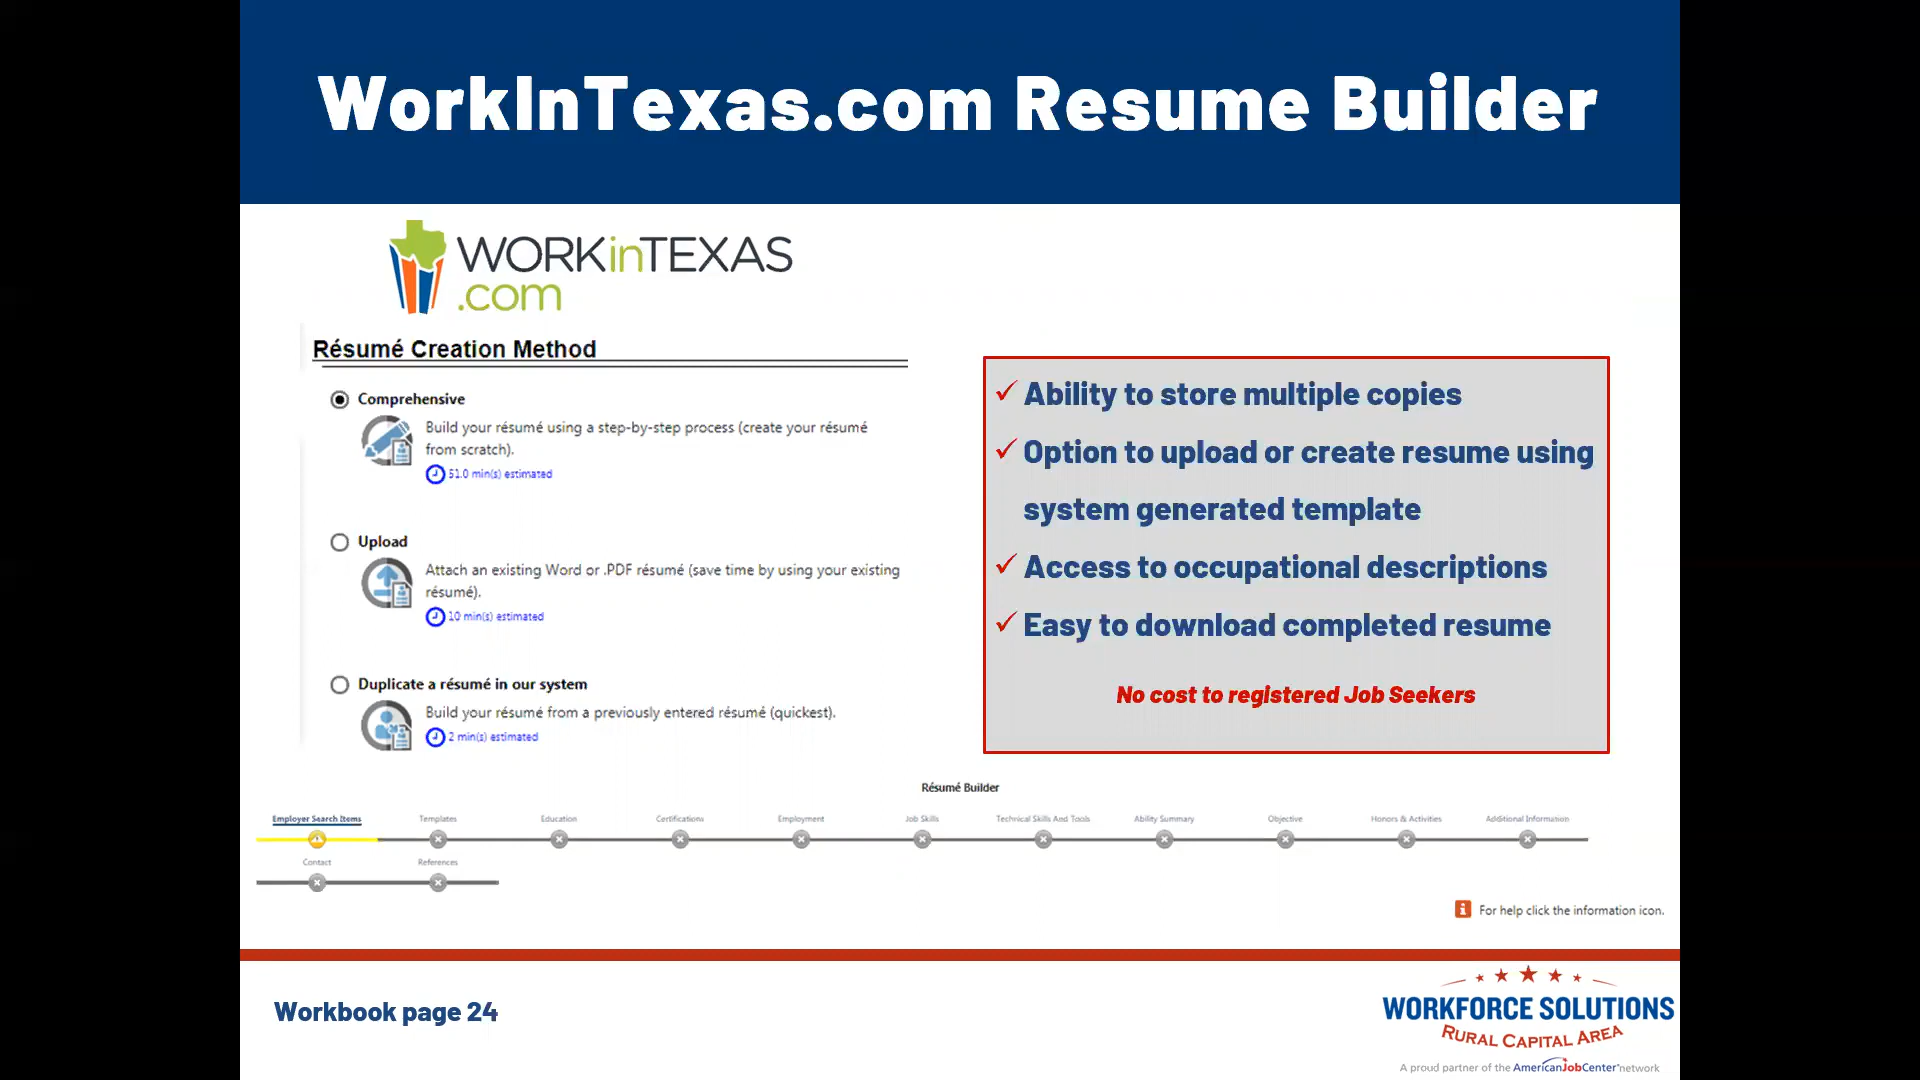 WorkInTexas.com Resume Builder
WORKinTEXAS
.com
Résumé Creation Method
Comprehensive
Build your résumé using a step-by-step process (create your résumé
from scratch).
51.0 min(s) estimated
Upload
Attach an existing Word or .PDF résumé (save time by using your existing
résumé).
10 min(s) estimated
Duplicate a résumé in our system
Build your résumé from a previously entered résumé (quickest).
2 min(s) estimated
✓ Ability to store multiple copies
✓ Option to upload or create resume using
system generated template
✓ Access to occupational descriptions
✓ Easy to download completed resume
No cost to registered Job Seekers
Résumé Builder
Employer Search Items Templates Education Certifications Employment Job Skills Technical Skills And Tools Ability Summary Objective Honors & Activities Additional Information
Contact References
For help click the information icon.
Workbook page 24
WORKFORCE SOLUTIONS
RURAL CAPITAL AREA
A proud partner of the AmericanJobCenter network